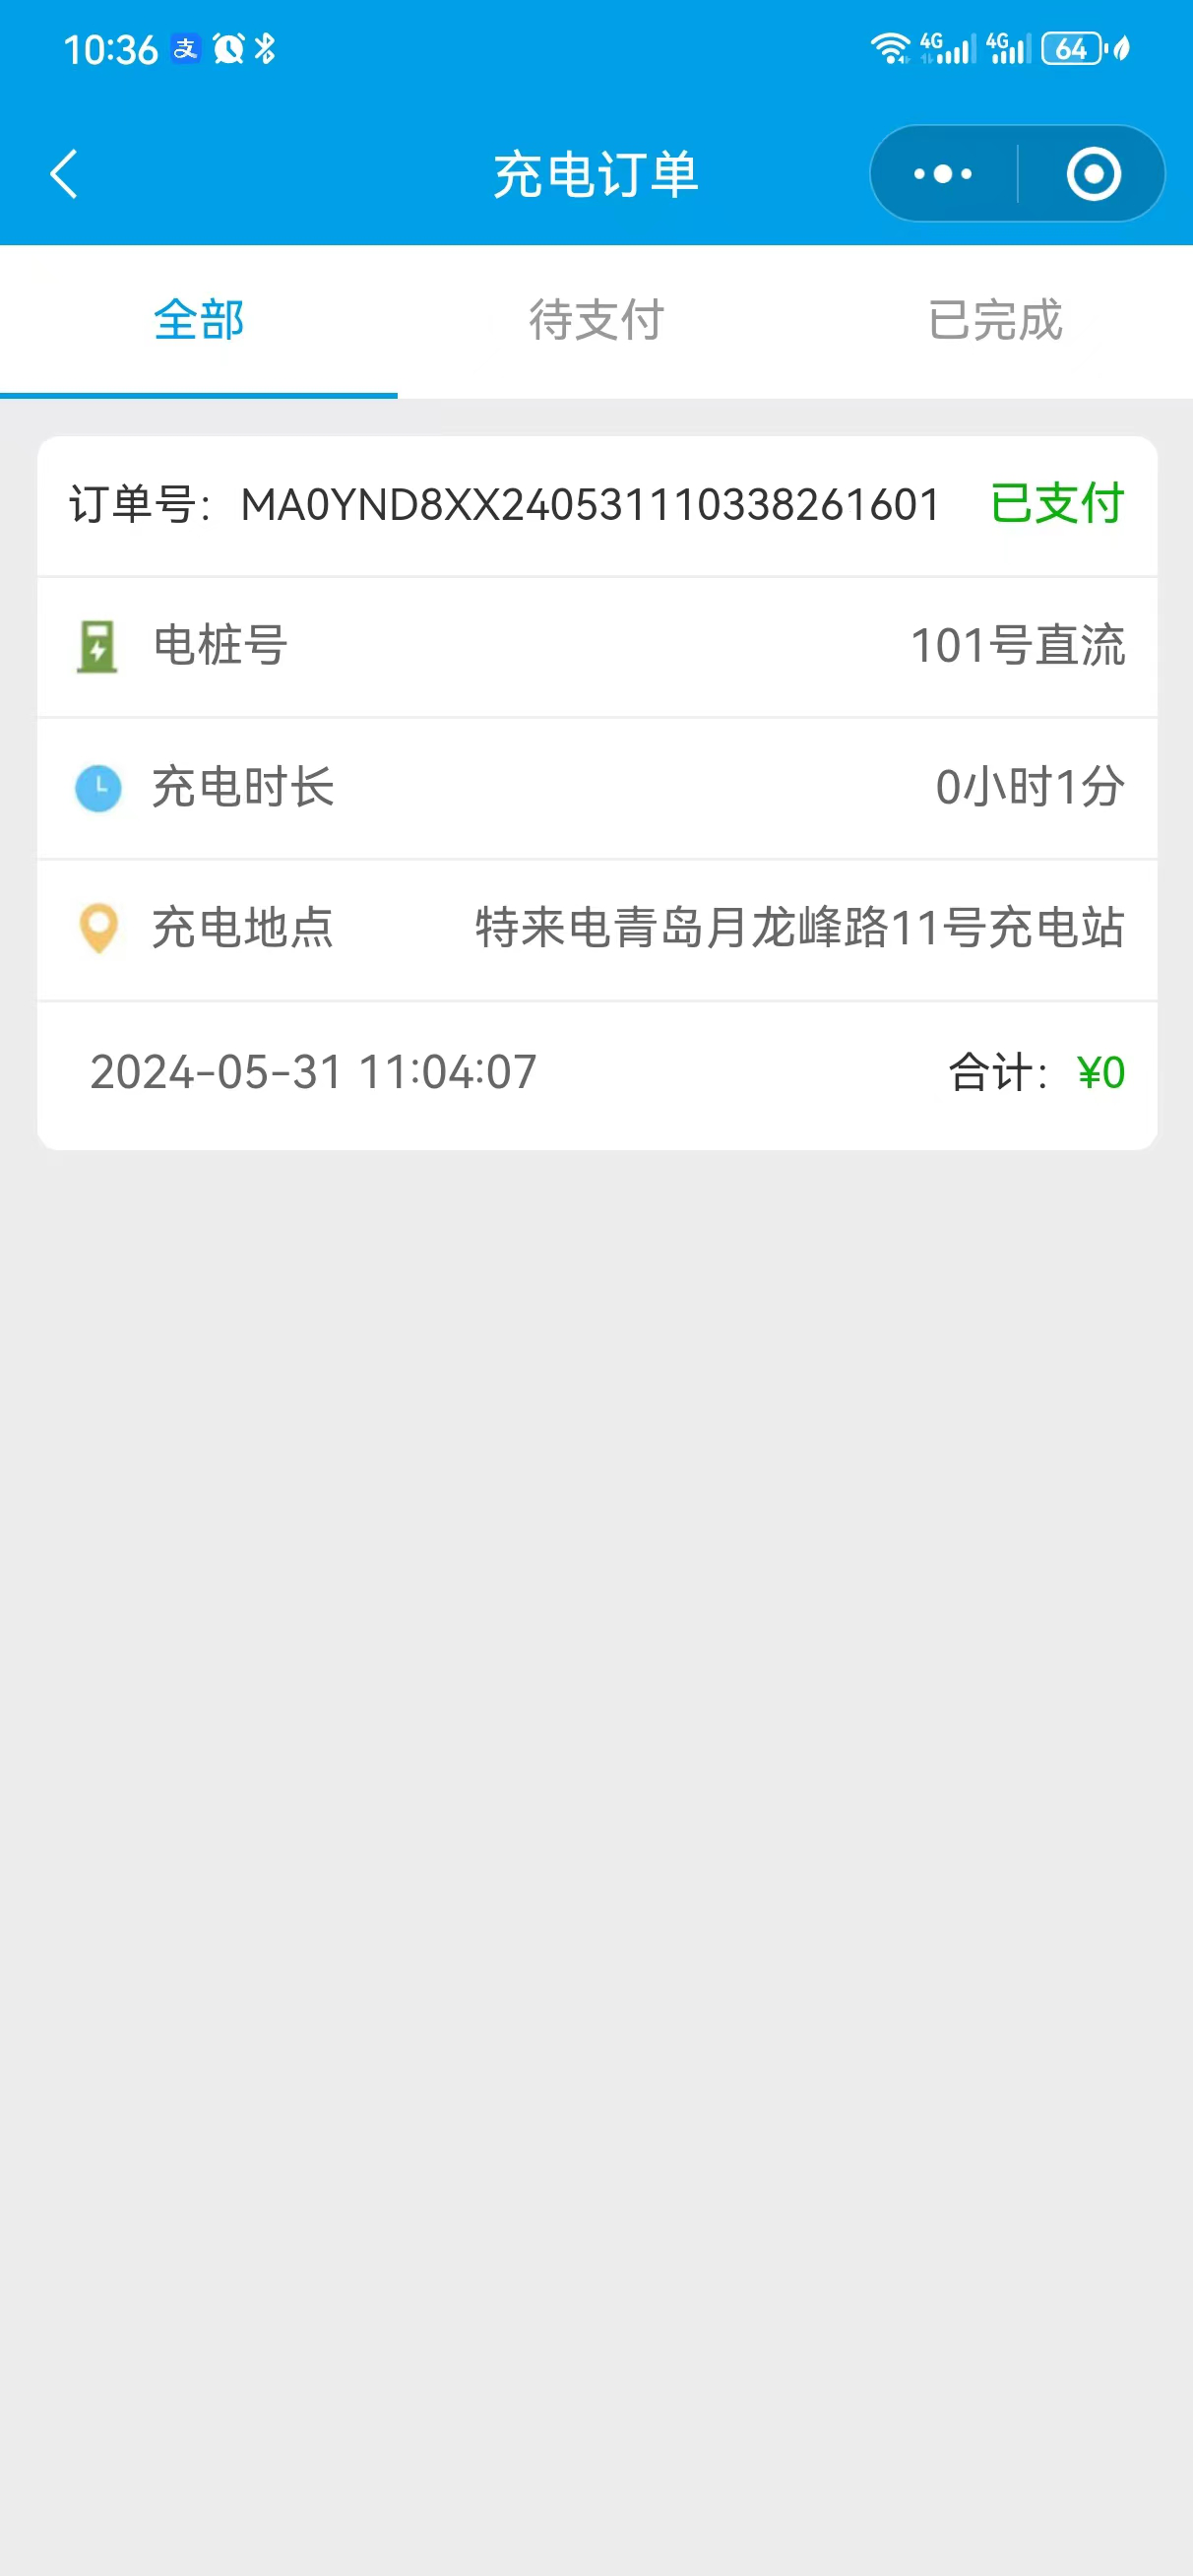 10:36 支 4G 4G 64
充电订单
全部 待支付 已完成
订单号：MA0YND8XX240531110338261601 已支付
电桩号 101号直流
充电时长 0小时1分
充电地点 特来电青岛月龙峰路11号充电站
2024-05-31 11:04:07 合计：¥0